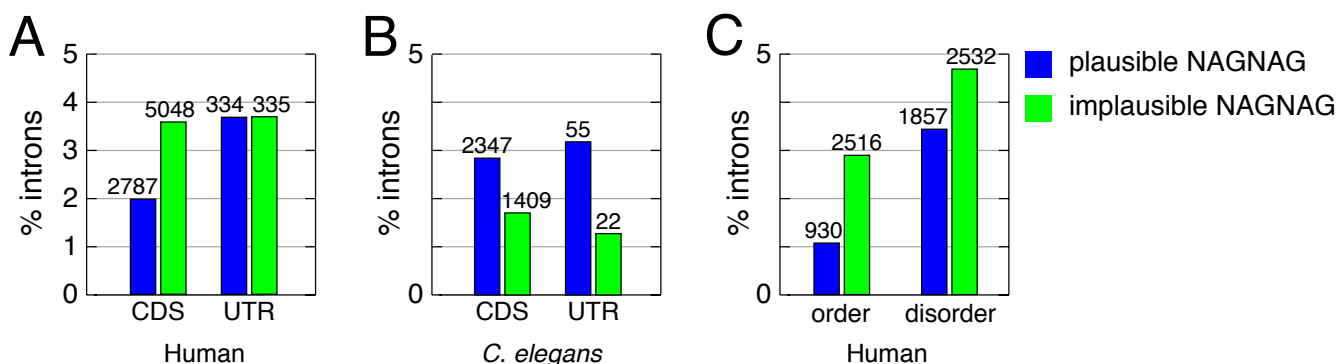 A
B
C
% introns
5
4
3
2
1
0
2787
5048
334
335
CDS
UTR
Human
% introns
5
0
2347
1409
55
22
CDS
UTR
C. elegans
% introns
5
0
930
2516
1857
2532
order
disorder
Human
plausible NAGNAG
implausible NAGNAG